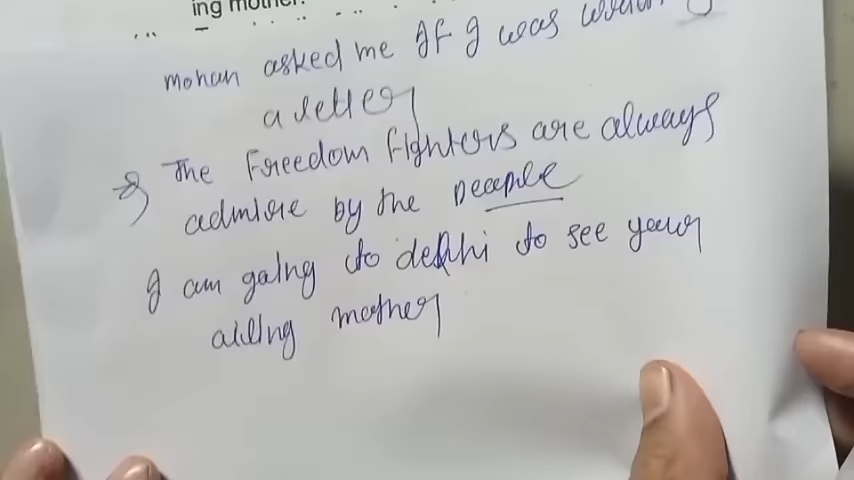 ing mother.
mohan asked me If I was
a letter
The Freedom Fighters are always
admire by the people
I am going to delhi to see your
ailing mother